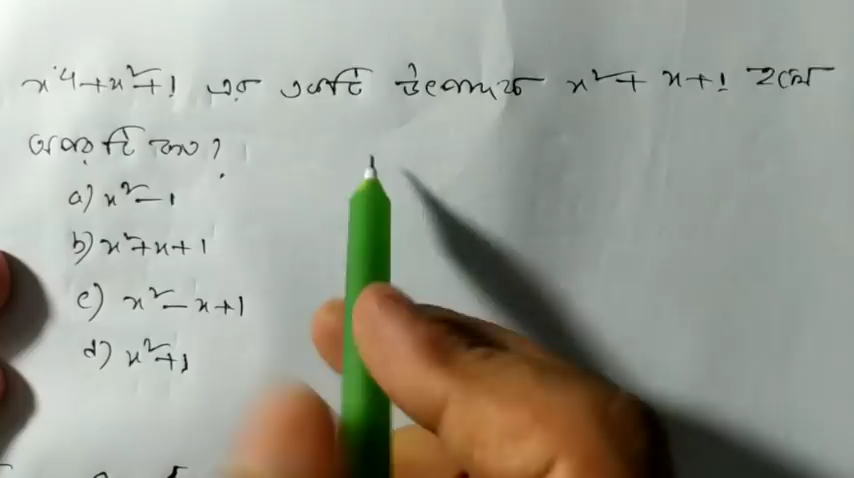 x⁴+x²+1 এর একটি উৎপাদক x²+x+1 হলে
অপরটি কত?
a) x²-1
b) x²+x+1
c) x²-x+1
d) x²+1